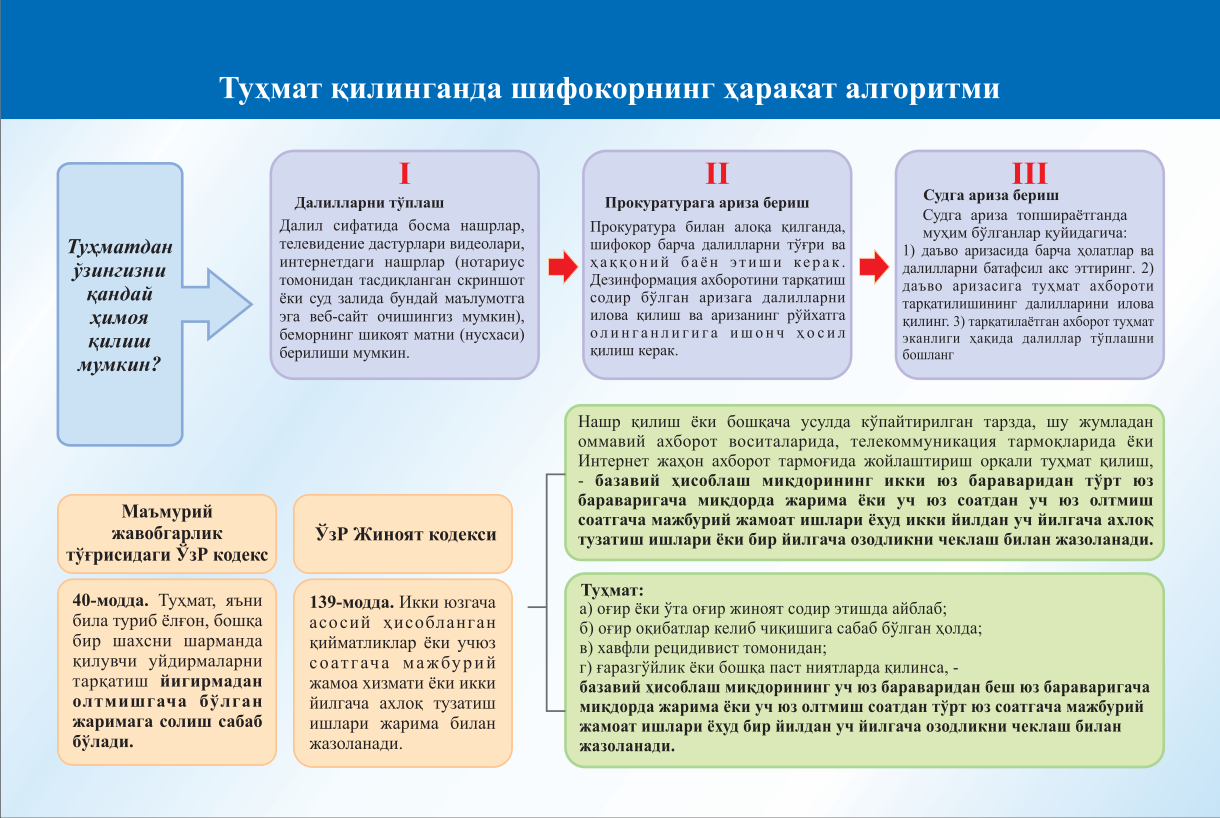 Туҳмат қилинганда шифокорнинг ҳаракат алгоритми
Туҳматдан
ўзингизни
қандай
ҳимоя
қилиш
мумкин?
I
Далилларни тўплаш
Далил сифатида босма нашрлар,
телевидение дастурлари видеолари,
интернетдаги нашрлар (нотариус
томонидан тасдиқланган скриншот
ёки суд залида бундай маълумотга
эга веб-сайт очишингиз мумкин),
беморнинг шикоят матни (нусхаси)
берилиши мумкин.
II
Прокуратурага ариза бериш
Прокуратура билан алоқа қилганда,
шифокор барча далилларни тўғри ва
ҳаққоний баён этиши керак.
Дезинформация ахборотини тарқатиш
содир бўлган аризага далилларни
илова қилиш ва аризанинг рўйхатга
олинганлигига ишонч ҳосил
қилиш керак.
III
Судга ариза бериш
Судга ариза топшираётганда
муҳим бўлганлар қуйидагича:
1) даъво аризасида барча ҳолатлар ва
далилларни батафсил акс эттиринг. 2)
даъво аризасига туҳмат ахбороти
тарқатилишининг далилларини илова
қилинг. 3) тарқатилаётган ахборот туҳмат
эканлиги ҳақида далиллар тўплашни
бошланг
Маъмурий
жавобгарлик
тўғрисидаги ЎзР кодекс
40-модда. Туҳмат, яъни
била туриб ёлғон, бошқа
бир шахсни шарманда
қилувчи уйдирмаларни
тарқатиш йигирмадан
олтмишгача бўлган
жаримага солиш сабаб
бўлади.
ЎзР Жиноят кодекси
139-модда. Икки юзгача
асосий ҳисобланган
қийматликлар ёки учюз
соатгача мажбурий
жамоа хизмати ёки икки
йилгача ахлоқ тузатиш
ишлари жарима билан
жазоланади.
Нашр қилиш ёки бошқача усулда кўпайтирилган тарзда, шу жумладан
оммавий ахборот воситаларида, телекоммуникация тармоқларида ёки
Интернет жаҳон ахборот тармоғида жойлаштириш орқали туҳмат қилиш,
- базавий ҳисоблаш миқдорининг икки юз бараваридан тўрт юз
бараваригача миқдорда жарима ёки уч юз соатдан уч юз олтмиш
соатгача мажбурий жамоат ишлари ёхуд икки йилдан уч йилгача ахлоқ
тузатиш ишлари ёки бир йилгача озодликни чеклаш билан жазоланади.
Туҳмат:
а) оғир ёки ўта оғир жиноят содир этишда айблаб;
б) оғир оқибатлар келиб чиқишига сабаб бўлган ҳолда;
в) хавфли рецидивист томонидан;
г) ғаразгўйлик ёки бошқа паст ниятларда қилинса, -
базавий ҳисоблаш миқдорининг уч юз бараваридан беш юз бараваригача
миқдорда жарима ёки уч юз олтмиш соатдан тўрт юз соатгача мажбурий
жамоат ишлари ёхуд бир йилдан уч йилгача озодликни чеклаш билан
жазоланади.